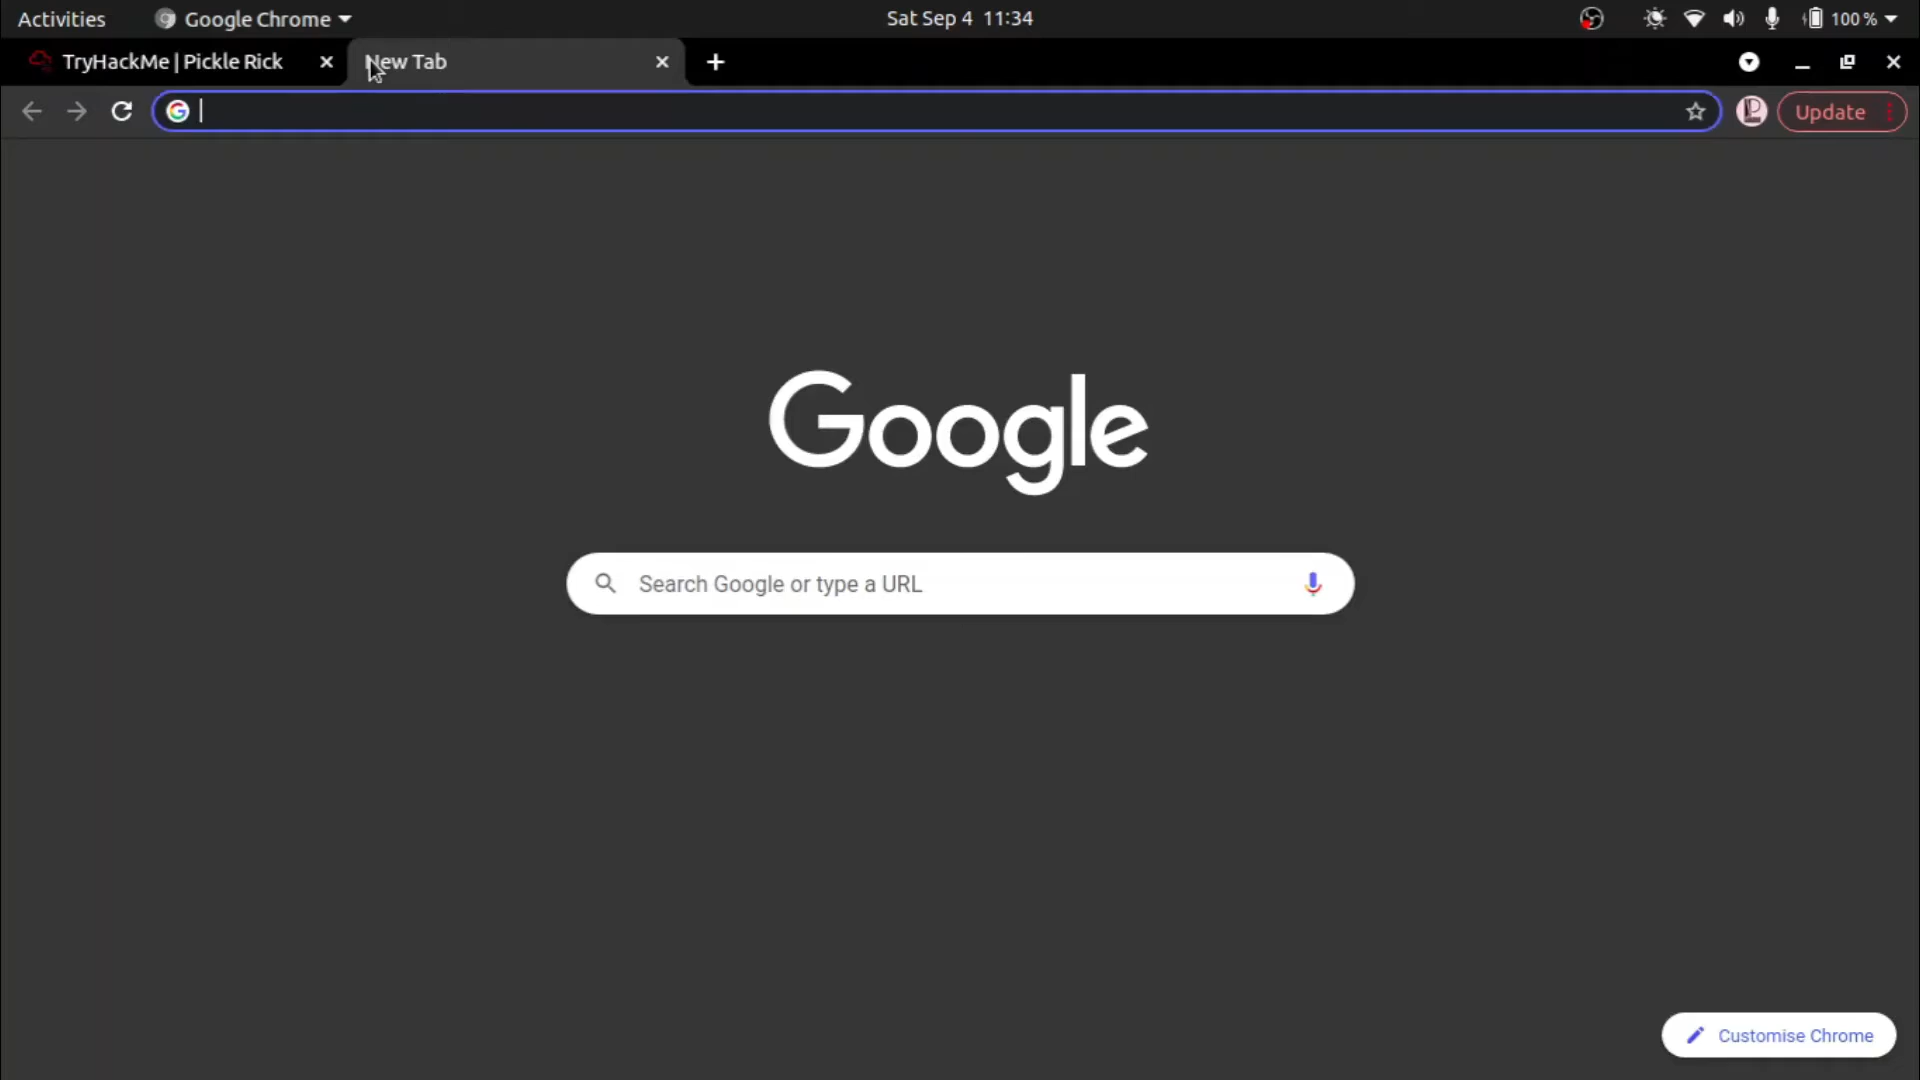 Activities
Google Chrome
Sat Sep 4 11:34
100 %
TryHackMe | Pickle Rick
New Tab
Update
Google
Search Google or type a URL
Customise Chrome